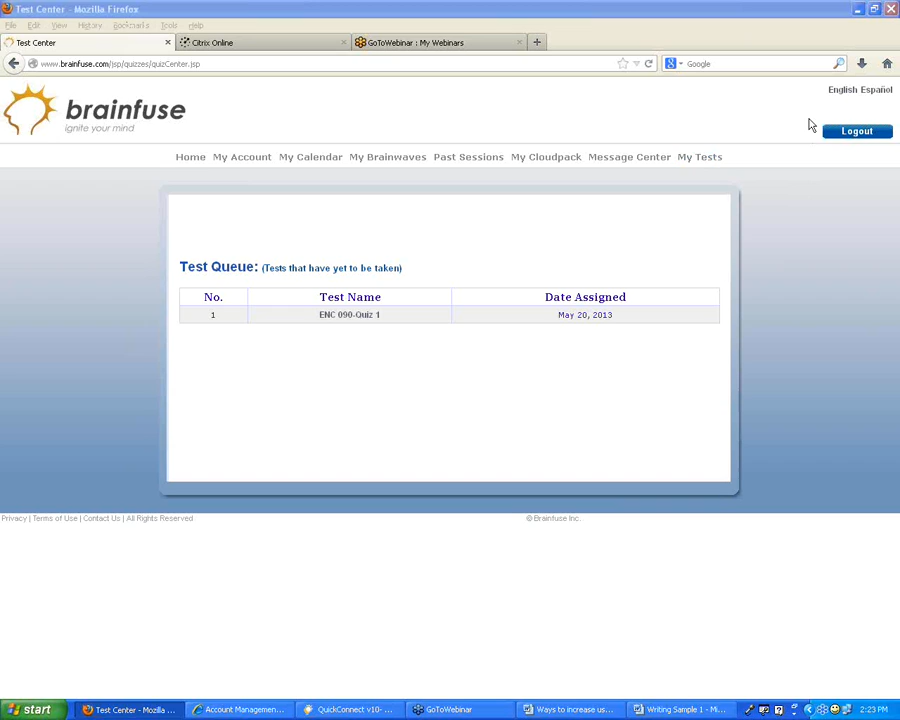 Test Center - Mozilla Firefox
File Edit View History Bookmarks Tools Help
Test Center
Citrix Online
GoToWebinar : My Webinars
www.brainfuse.com/jsp/quizzes/quizCenter.jsp
Google
English Español
brainfuse
ignite your mind
Logout
Home My Account My Calendar My Brainwaves Past Sessions My Cloudpack Message Center My Tests
Test Queue: (Tests that have yet to be taken)
No. Test Name Date Assigned
1 ENC 090-Quiz 1 May 20, 2013
Privacy | Terms of Use | Contact Us | All Rights Reserved
© Brainfuse Inc.
start
Test Center - Mozilla ...
Account Managemen...
QuickConnect v10- ...
GoToWebinar
Ways to increase us...
Writing Sample 1 - Mi...
2:23 PM